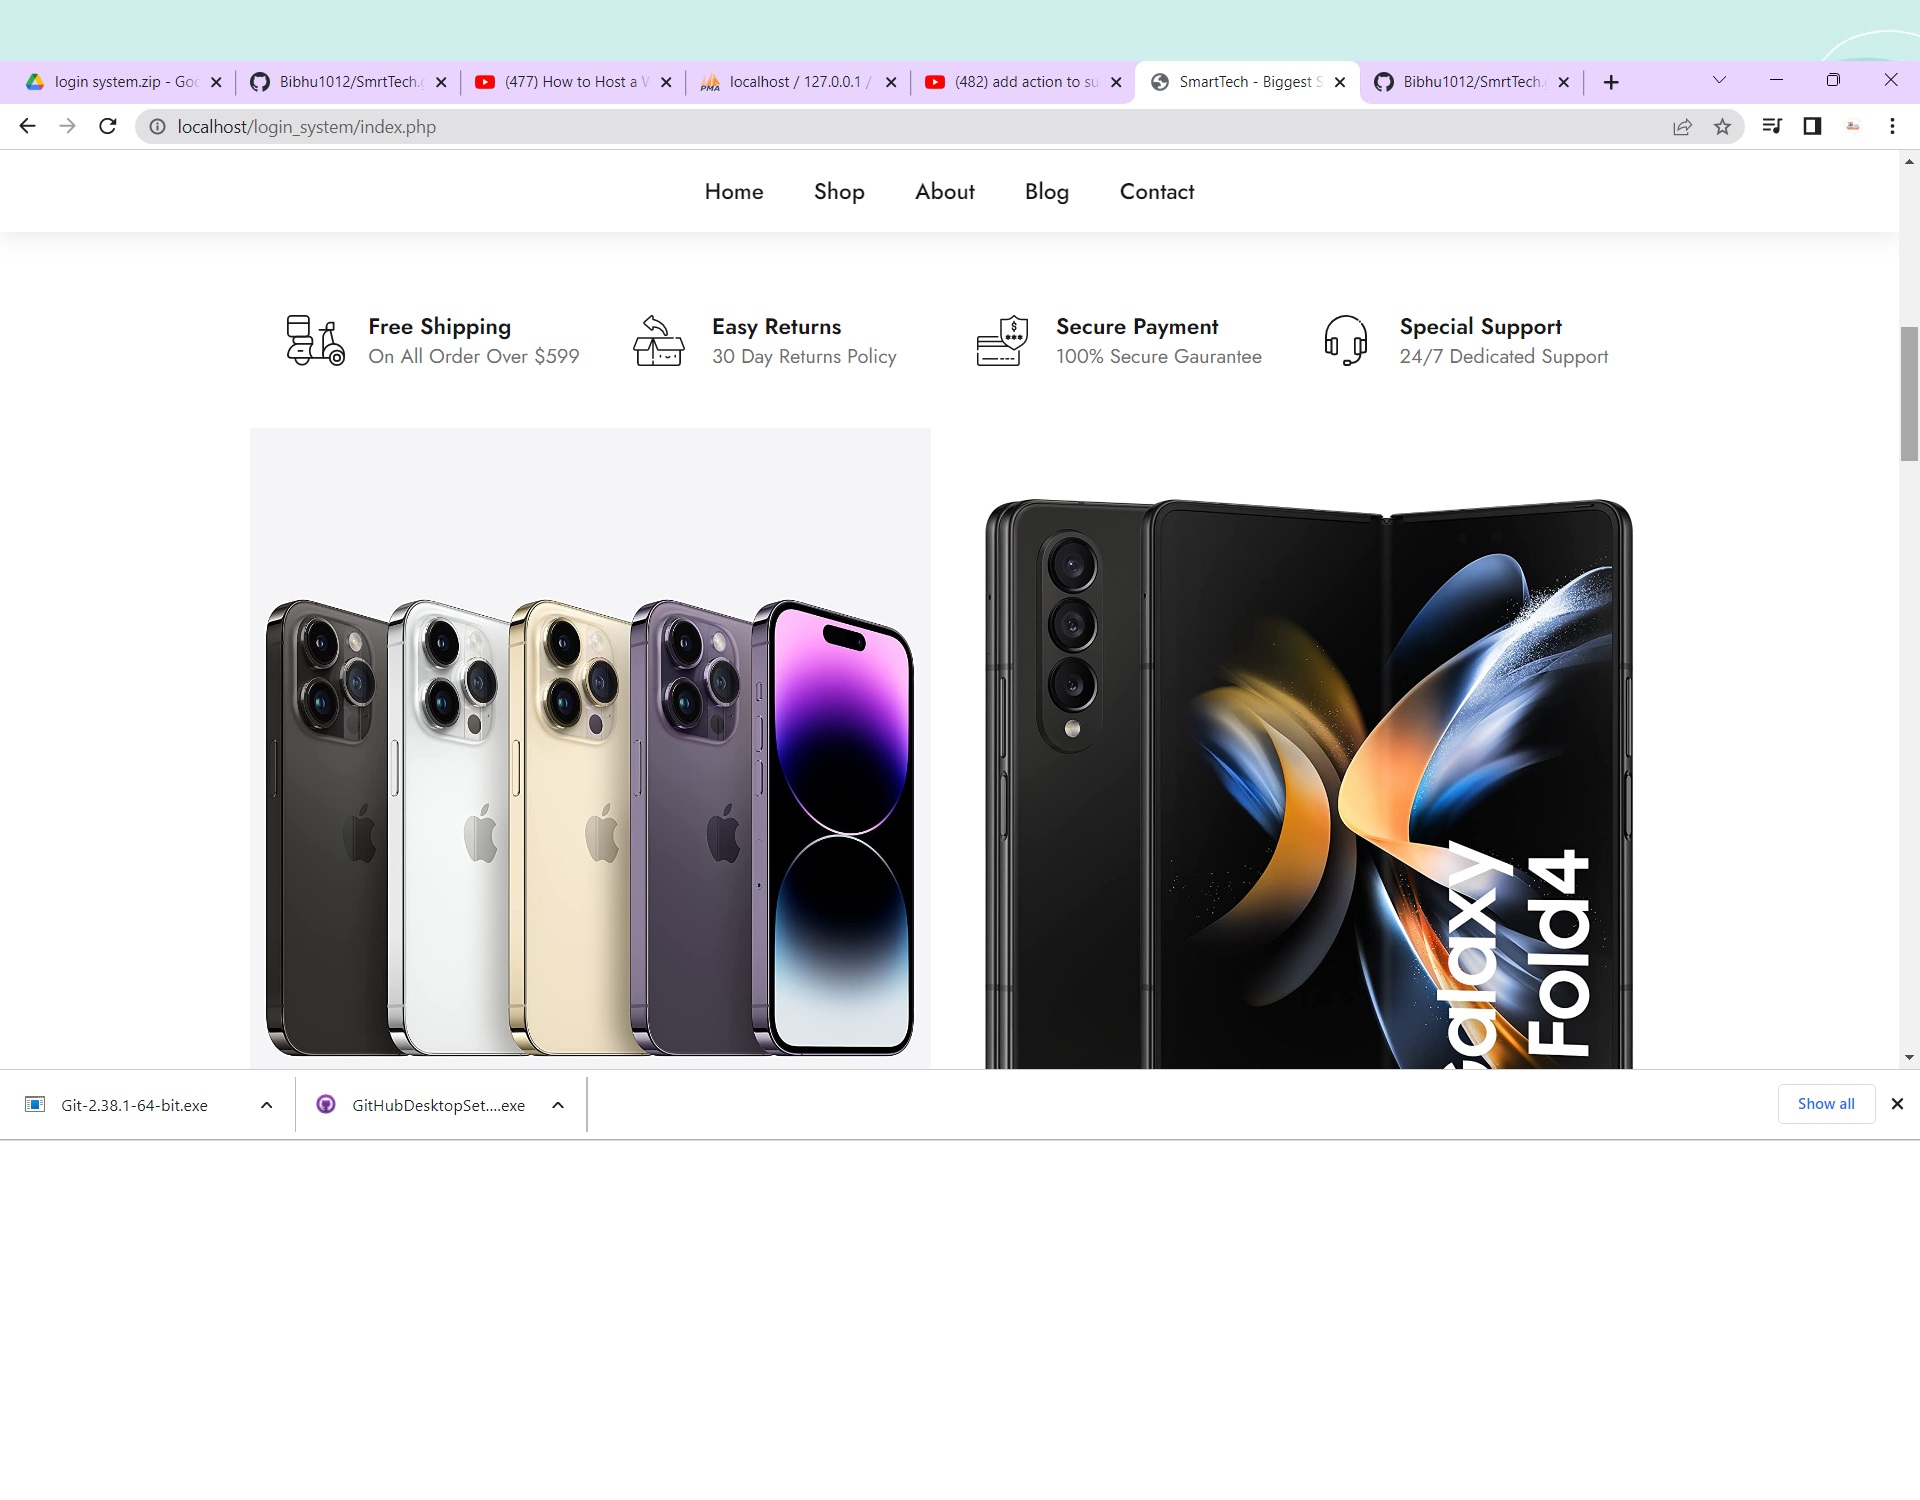 login system.zip - Goo
Bibhu1012/SmrtTech.g
(477) How to Host a W
PMA
localhost / 127.0.0.1 /
(482) add action to su
SmartTech - Biggest S
Bibhu1012/SmrtTech.g
localhost/login_system/index.php
Home
Shop
About
Blog
Contact
Free Shipping
On All Order Over $599
Easy Returns
30 Day Returns Policy
Secure Payment
100% Secure Gaurantee
Special Support
24/7 Dedicated Support
Galaxy
Fold4
Git-2.38.1-64-bit.exe
GitHubDesktopSet....exe
Show all